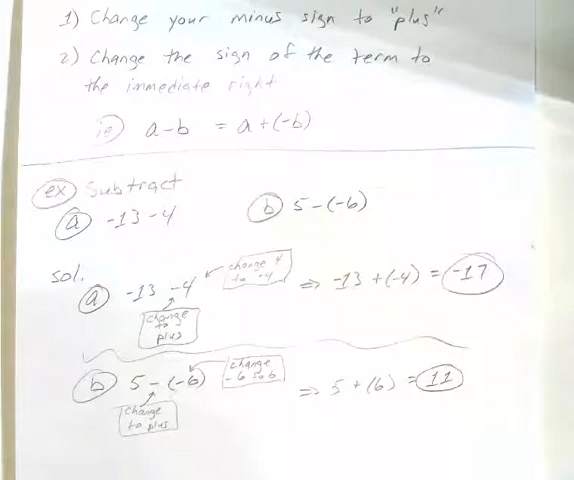 1) Change your minus sign to "plus"
2) Change the sign of the term to
the immediate right
ie) a-b = a+(-b)
ex) Subtract
a) -13-4
b) 5-(-6)
sol.
a) -13 -4
change 4
to -4
⇒ -13 +(-4) = -17
change
to
plus
b) 5-(-6)
change
-6 to 6
⇒ 5+(6) = 11
change
to plus